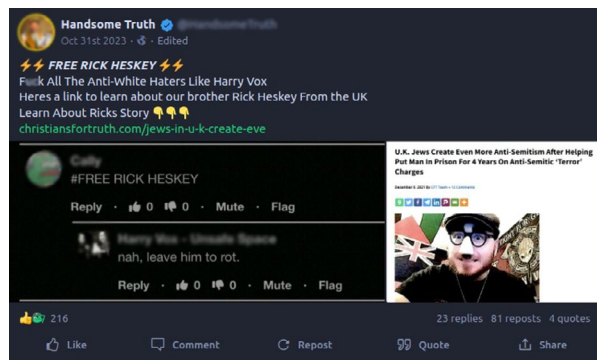 Handsome Truth
Oct 31st 2023 · Edited
⚡⚡ FREE RICK HESKEY ⚡⚡
All The Anti-White Haters Like Harry Vox
Heres a link to learn about our brother Rick Heskey From the UK
Learn About Ricks Story 👇👇👇
christiansfortruth.com/jews-in-u-k-create-eve
Cally
#FREE RICK HESKEY
Reply · 0 0 · Mute · Flag
Harry Vox - Unsafe Space
nah, leave him to rot.
Reply · 0 0 · Mute · Flag
U.K. Jews Create Even More Anti-Semitism After Helping
Put Man In Prison For 4 Years On Anti-Semitic ‘Terror’
Charges
216
23 replies 81 reposts 4 quotes
Like Comment Repost Quote Share